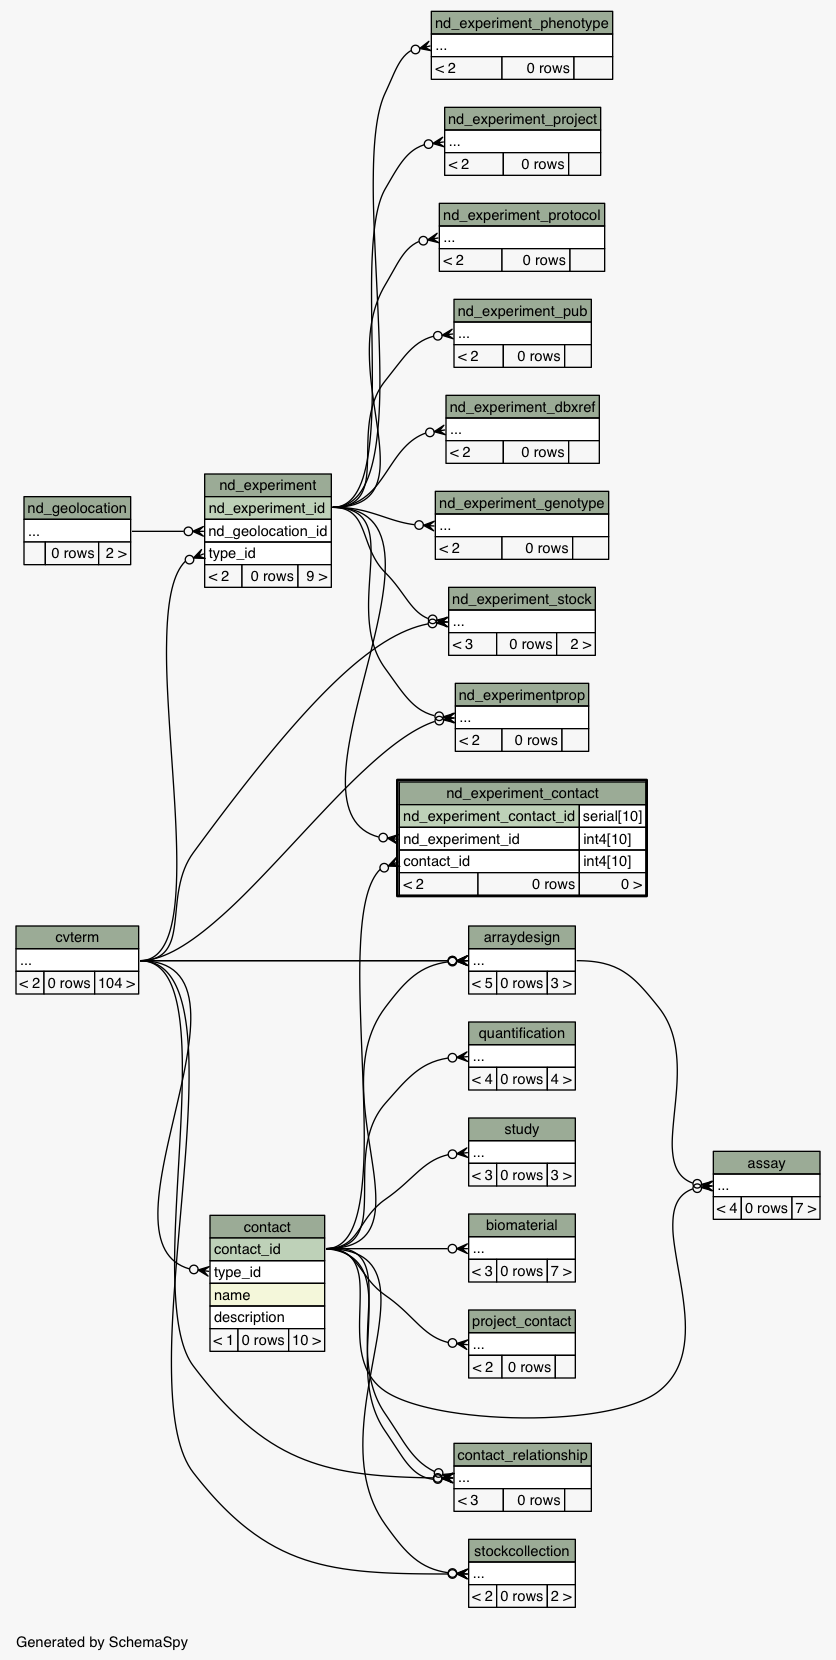 nd_experiment_phenotype
...
< 2 0 rows
nd_experiment_project
...
< 2 0 rows
nd_experiment_protocol
...
< 2 0 rows
nd_experiment_pub
...
< 2 0 rows
nd_experiment_dbxref
...
< 2 0 rows
nd_experiment
nd_experiment_id
nd_geolocation_id
type_id
< 2 0 rows 9 >
nd_geolocation
...
0 rows 2 >
nd_experiment_genotype
...
< 2 0 rows
nd_experiment_stock
...
< 3 0 rows 2 >
nd_experimentprop
...
< 2 0 rows
nd_experiment_contact
nd_experiment_contact_id serial[10]
nd_experiment_id int4[10]
contact_id int4[10]
< 2 0 rows 0 >
cvterm
...
< 2 0 rows 104 >
arraydesign
...
< 5 0 rows 3 >
quantification
...
< 4 0 rows 4 >
study
...
< 3 0 rows 3 >
assay
...
< 4 0 rows 7 >
contact
contact_id
type_id
name
description
< 1 0 rows 10 >
biomaterial
...
< 3 0 rows 7 >
project_contact
...
< 2 0 rows
contact_relationship
...
< 3 0 rows
stockcollection
...
< 2 0 rows 2 >
Generated by SchemaSpy